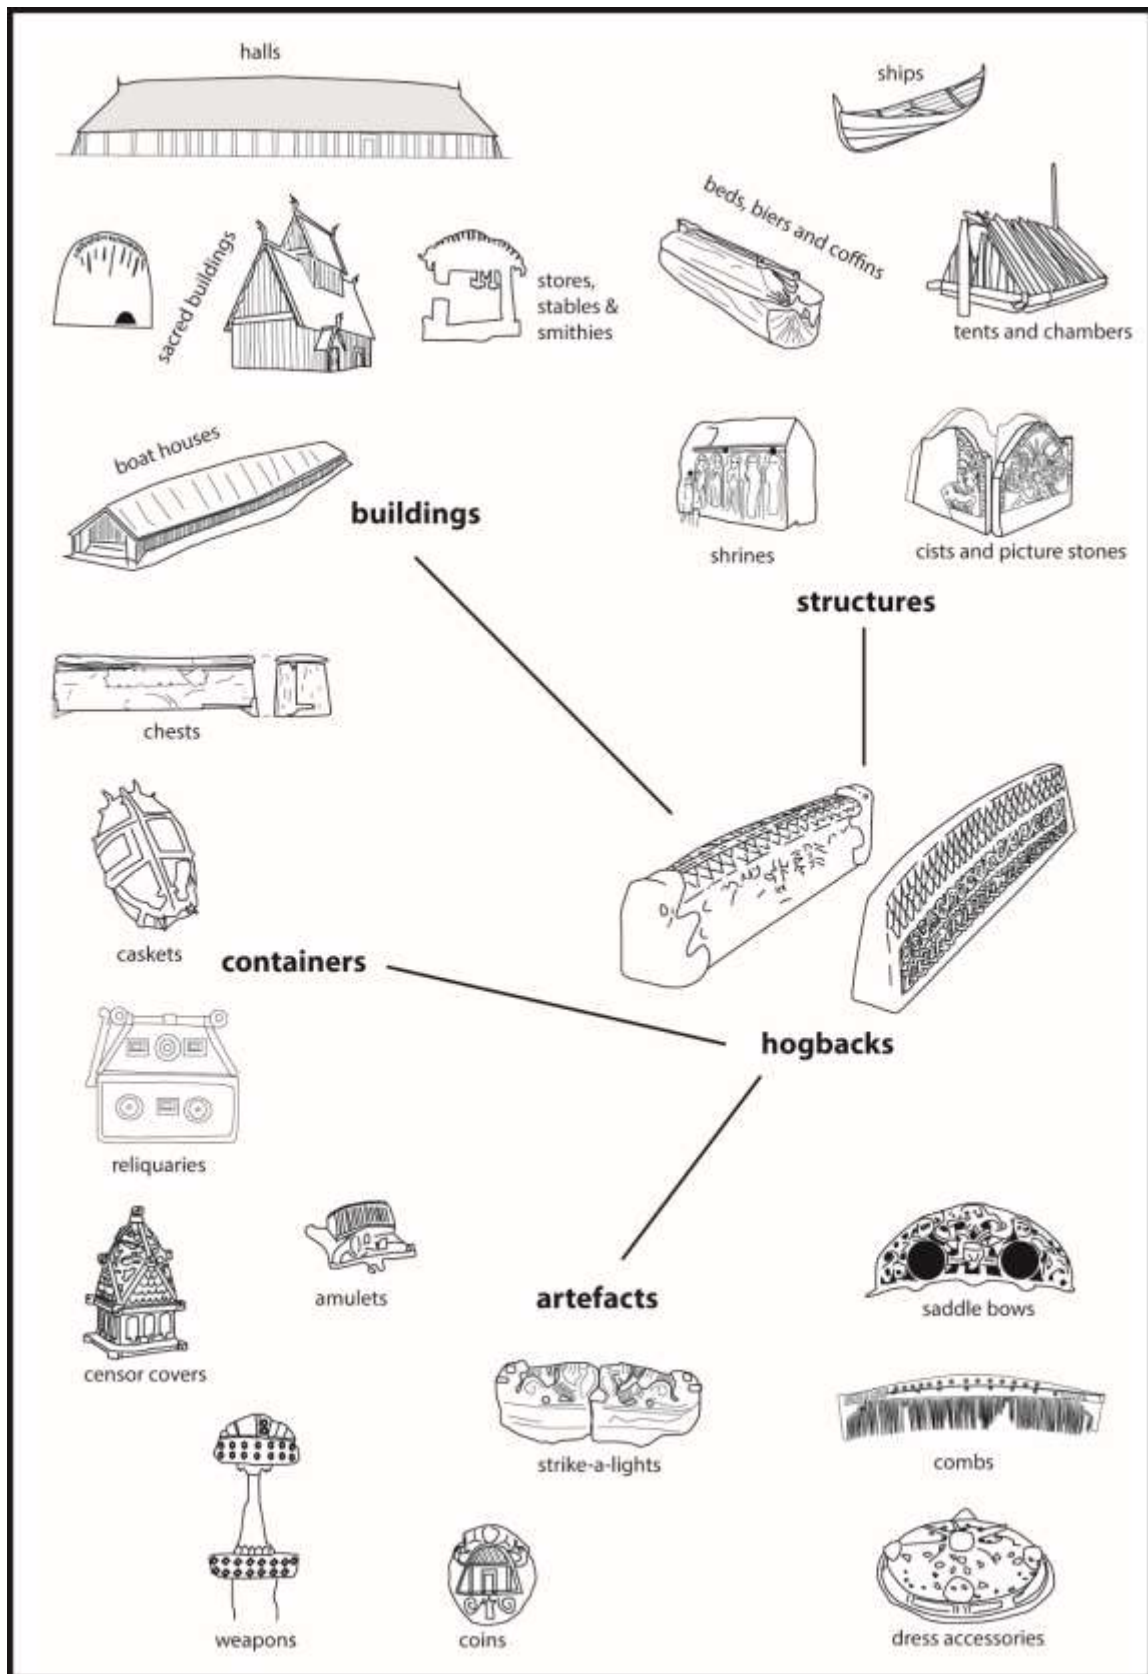 halls
ships
beds, biers and coffins
sacred buildings
stores,
stables &
smithies
tents and chambers
boat houses
buildings
shrines
cists and picture stones
structures
chests
caskets
containers
hogbacks
reliquaries
amulets
artefacts
saddle bows
censor covers
strike-a-lights
combs
weapons
coins
dress accessories